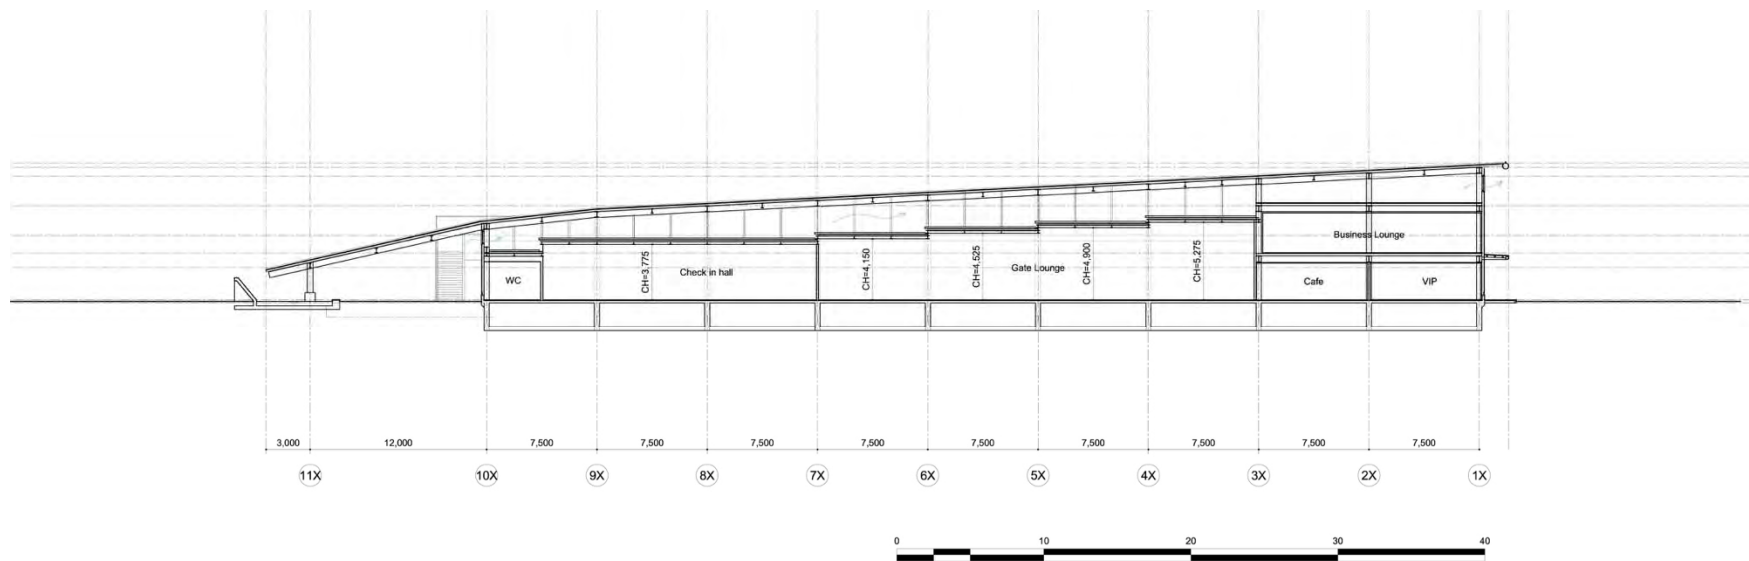 CH=3,775
CH=4,150
CH=4,525
CH=4,900
CH=5,275
Business Lounge
Check in hall
Gate Lounge
WC
Cafe
VIP
3,000 12,000 7,500 7,500 7,500 7,500 7,500 7,500 7,500 7,500 7,500
11X 10X 9X 8X 7X 6X 5X 4X 3X 2X 1X
0 10 20 30 40